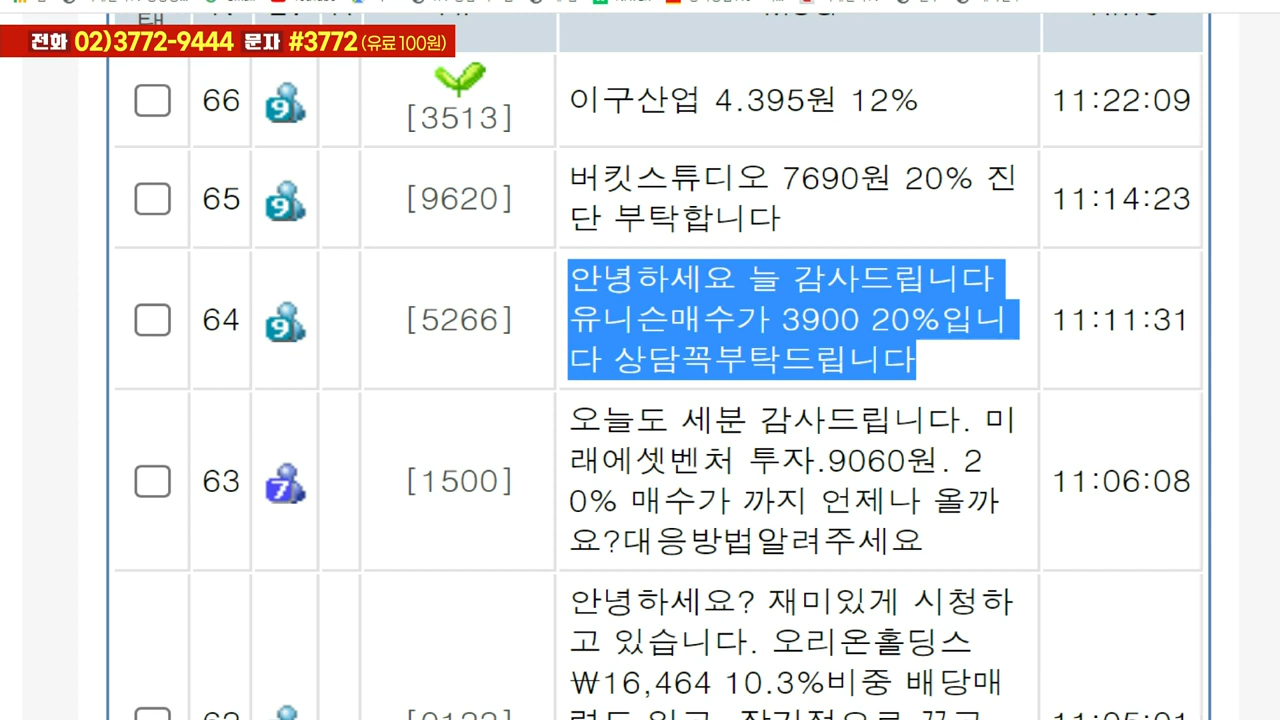 전화 02)3772-9444 문자 #3772 (유료100원)
66 9 [3513] 이구산업 4.395원 12% 11:22:09
65 9 [9620] 버킷스튜디오 7690원 20% 진
단 부탁합니다 11:14:23
안녕하세요 늘 감사드립니다
64 9 [5266] 유니슨매수가 3900 20%입니 11:11:31
다 상담꼭부탁드립니다
오늘도 세분 감사드립니다. 미
래에셋벤처 투자.9060원. 2
63 7 [1500] 0% 매수가 까지 언제나 올까 11:06:08
요?대응방법알려주세요
안녕하세요? 재미있게 시청하
고 있습니다. 오리온홀딩스
₩16,464 10.3%비중 배당매